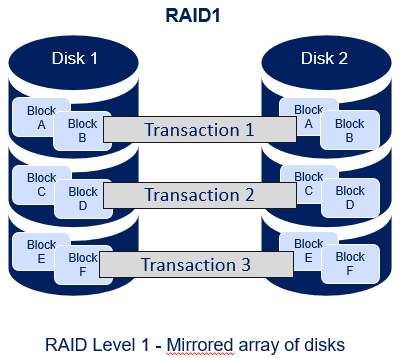 RAID1
Disk 1
Disk 2
Block
A
Block
B
Transaction 1
Block
A
Block
B
Block
C
Block
D
Transaction 2
Block
C
Block
D
Block
E
Block
F
Transaction 3
Block
E
Block
F
RAID Level 1 - Mirrored array of disks